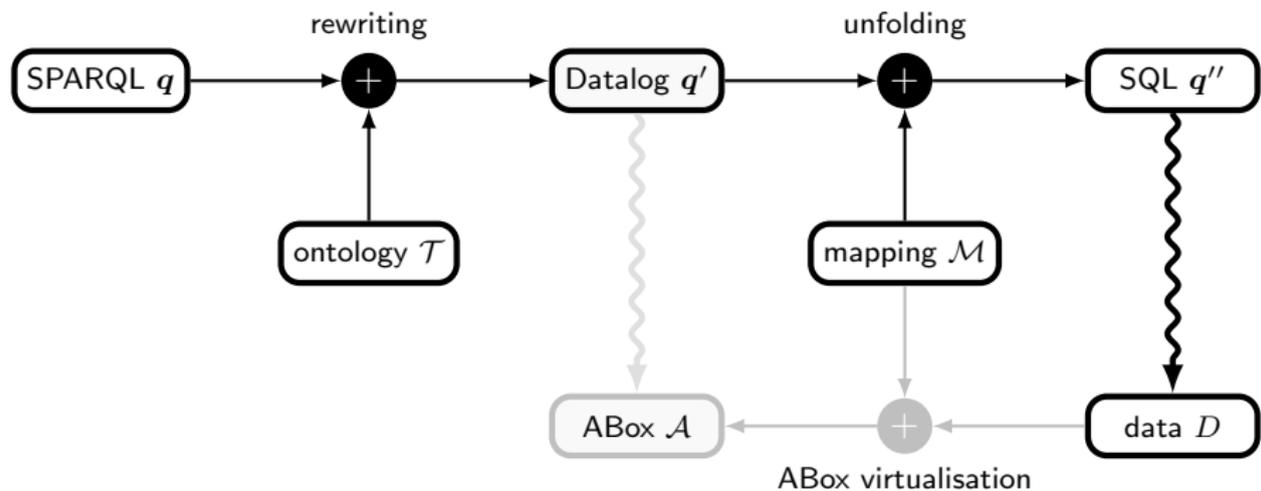 rewriting
unfolding
SPARQL q
+
Datalog q′
+
SQL q′′
ontology 𝒯
mapping ℳ
ABox 𝒜
+
data D
ABox virtualisation